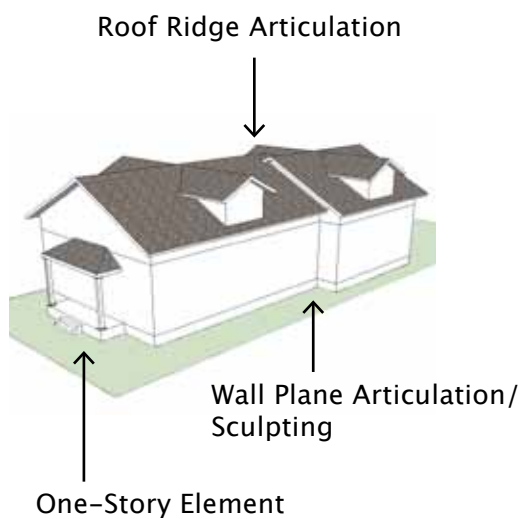 Roof Ridge Articulation
Wall Plane Articulation/
Sculpting
One-Story Element